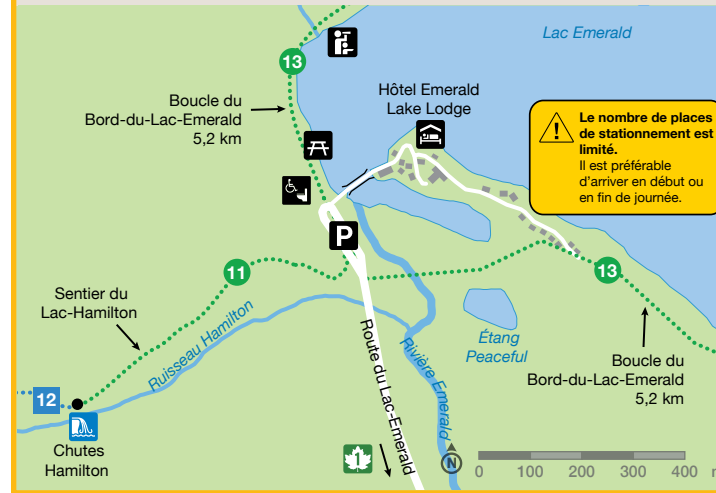 Lac Emerald
13
Boucle du
Bord-du-Lac-Emerald
5,2 km
Hôtel Emerald
Lake Lodge
Le nombre de places
de stationnement est
limité.
Il est préférable
d'arriver en début ou
en fin de journée.
P
11
13
Sentier du
Lac-Hamilton
Ruisseau Hamilton
Route du Lac-Emerald
Rivière Emerald
Étang
Peaceful
Boucle du
Bord-du-Lac-Emerald
5,2 km
12
Chutes
Hamilton
1
N
0 100 200 300 400 m